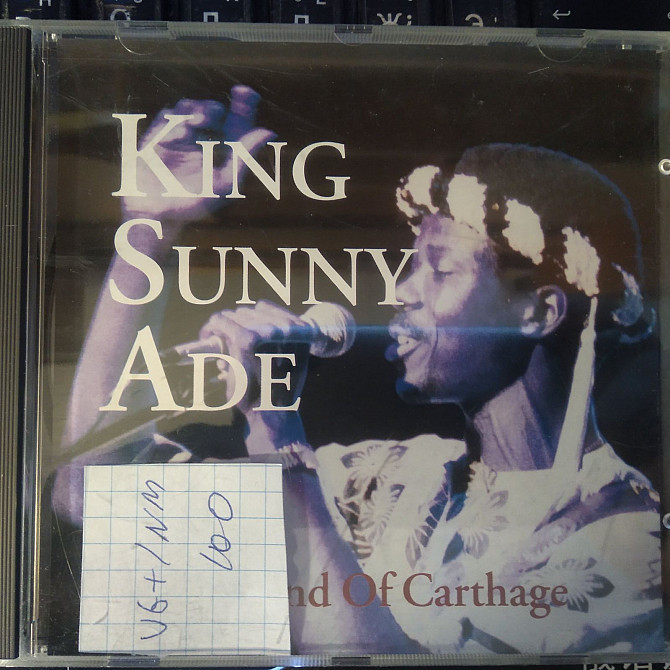 KING
SUNNY
ADE
nd Of Carthage
VG+/NM
100